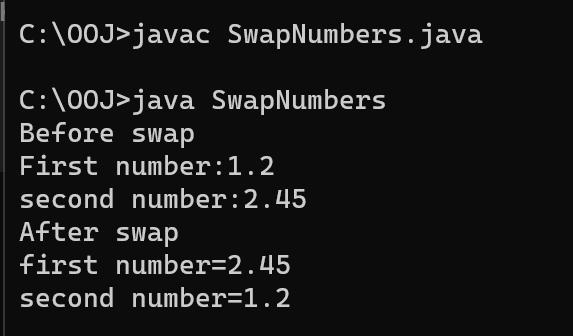 C:\OOJ>javac SwapNumbers.java
C:\OOJ>java SwapNumbers
Before swap
First number:1.2
second number:2.45
After swap
first number=2.45
second number=1.2